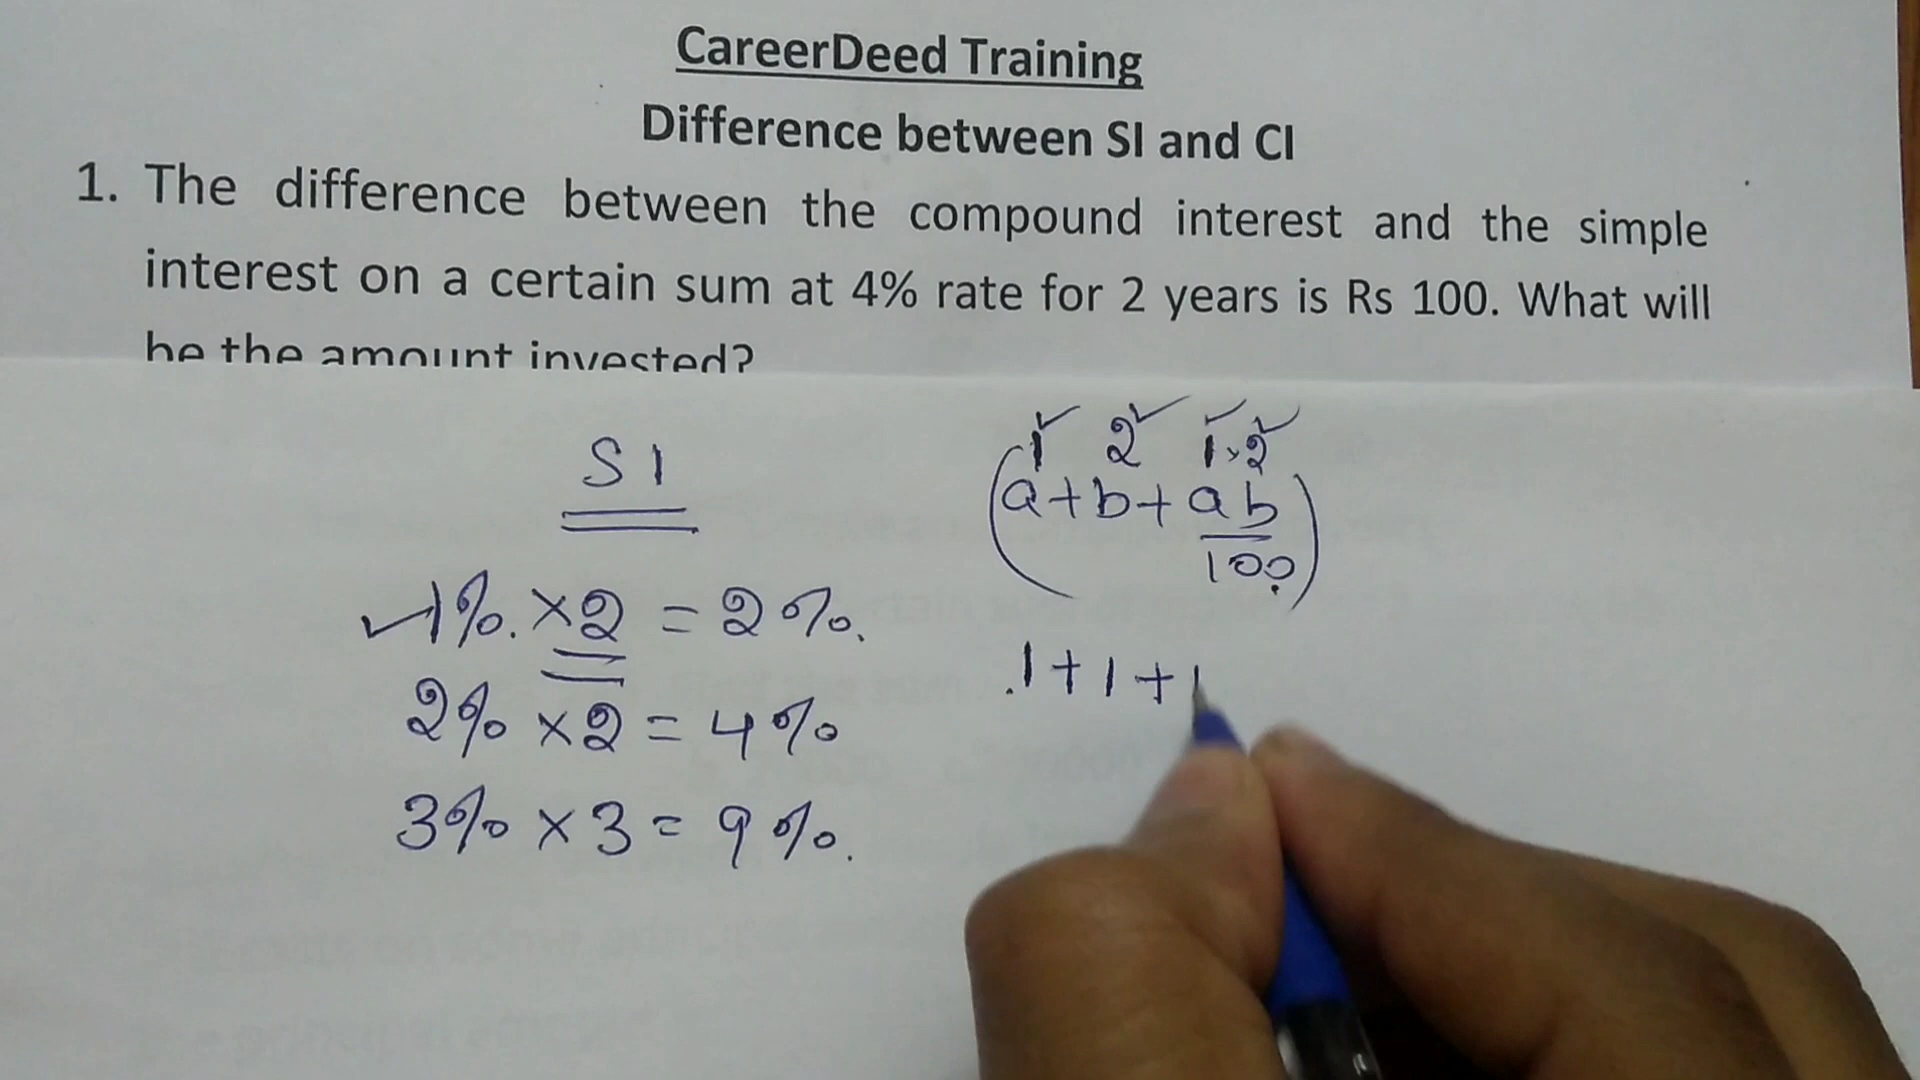 CareerDeed Training
Difference between SI and CI
1. The difference between the compound interest and the simple
interest on a certain sum at 4% rate for 2 years is Rs 100. What will
be the amount invested?
SI
1%. ×2 = 2%.
2% ×2 = 4%
3% × 3 = 9%.
1 2 1×2
(a+b+ab
100)
1+1+1